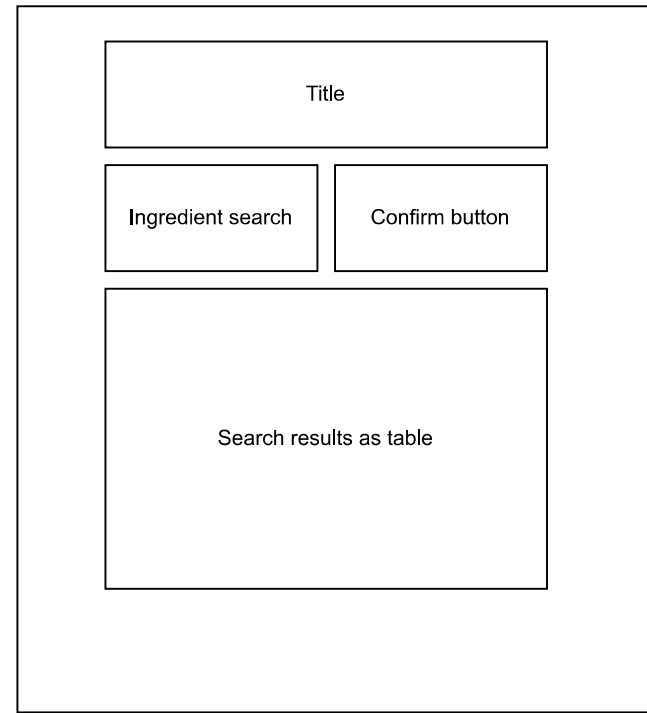 Title
Ingredient search
Confirm button
Search results as table